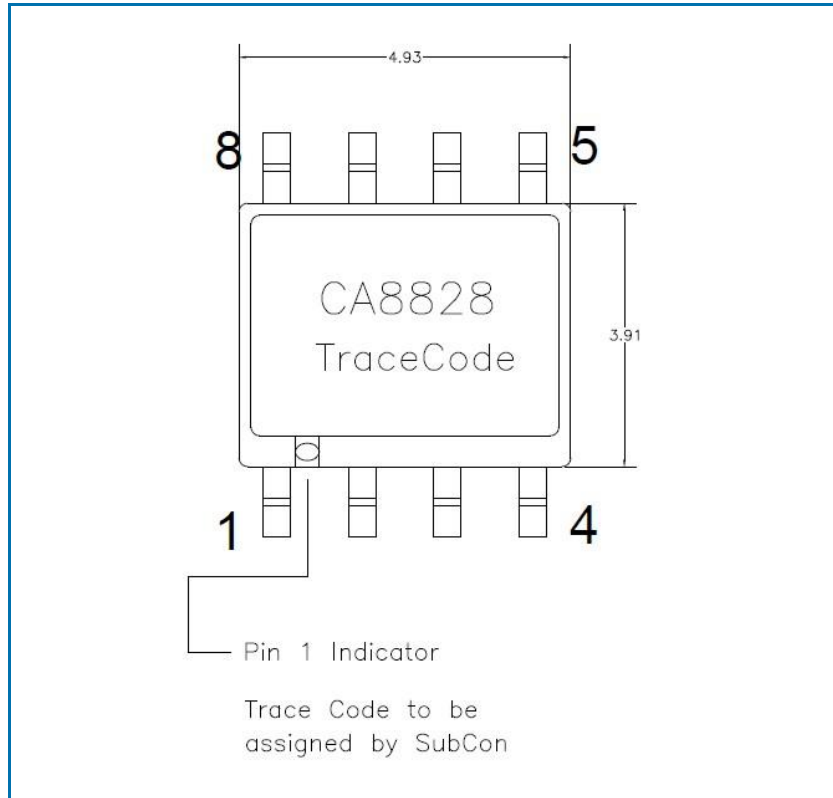 4.93
8 5
CA8828
TraceCode
3.91
1 4
Pin 1 Indicator
Trace Code to be
assigned by SubCon